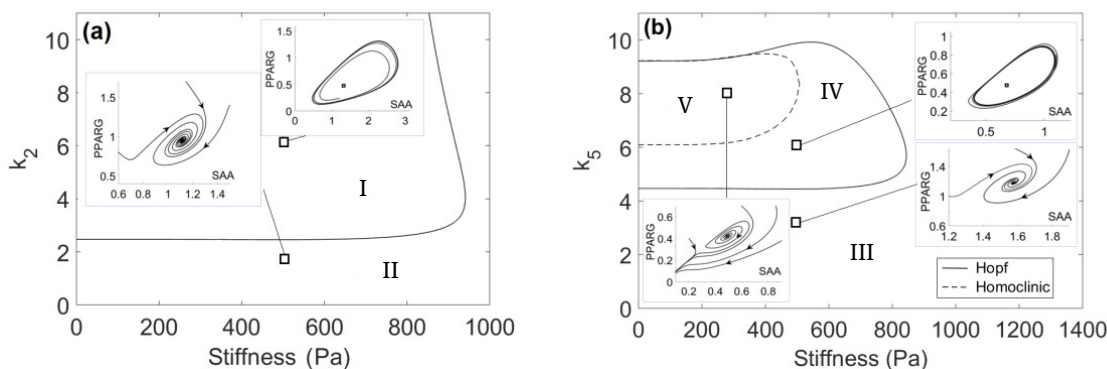 (a)
k2
10
8
6
4
2
0
0 200 400 600 800 1000
Stiffness (Pa)
PPARG
1.5
1
0.5
0.6 0.8 1 1.2 1.4
SAA
PPARG
1.5
1
0.5
0
0 1 2 3
SAA
I
II
(b)
k5
10
8
6
4
2
0
0 200 400 600 800 1000 1200 1400
Stiffness (Pa)
PPARG
1
0.8
0.6
0.4
0.2
0.5 1
SAA
PPARG
1.6
1.4
1.2
1
0.8
1.2 1.4 1.6 1.8
SAA
PPARG
0.6
0.4
0.2
0
0.2 0.4 0.6 0.8
SAA
V
IV
III
Hopf
Homoclinic